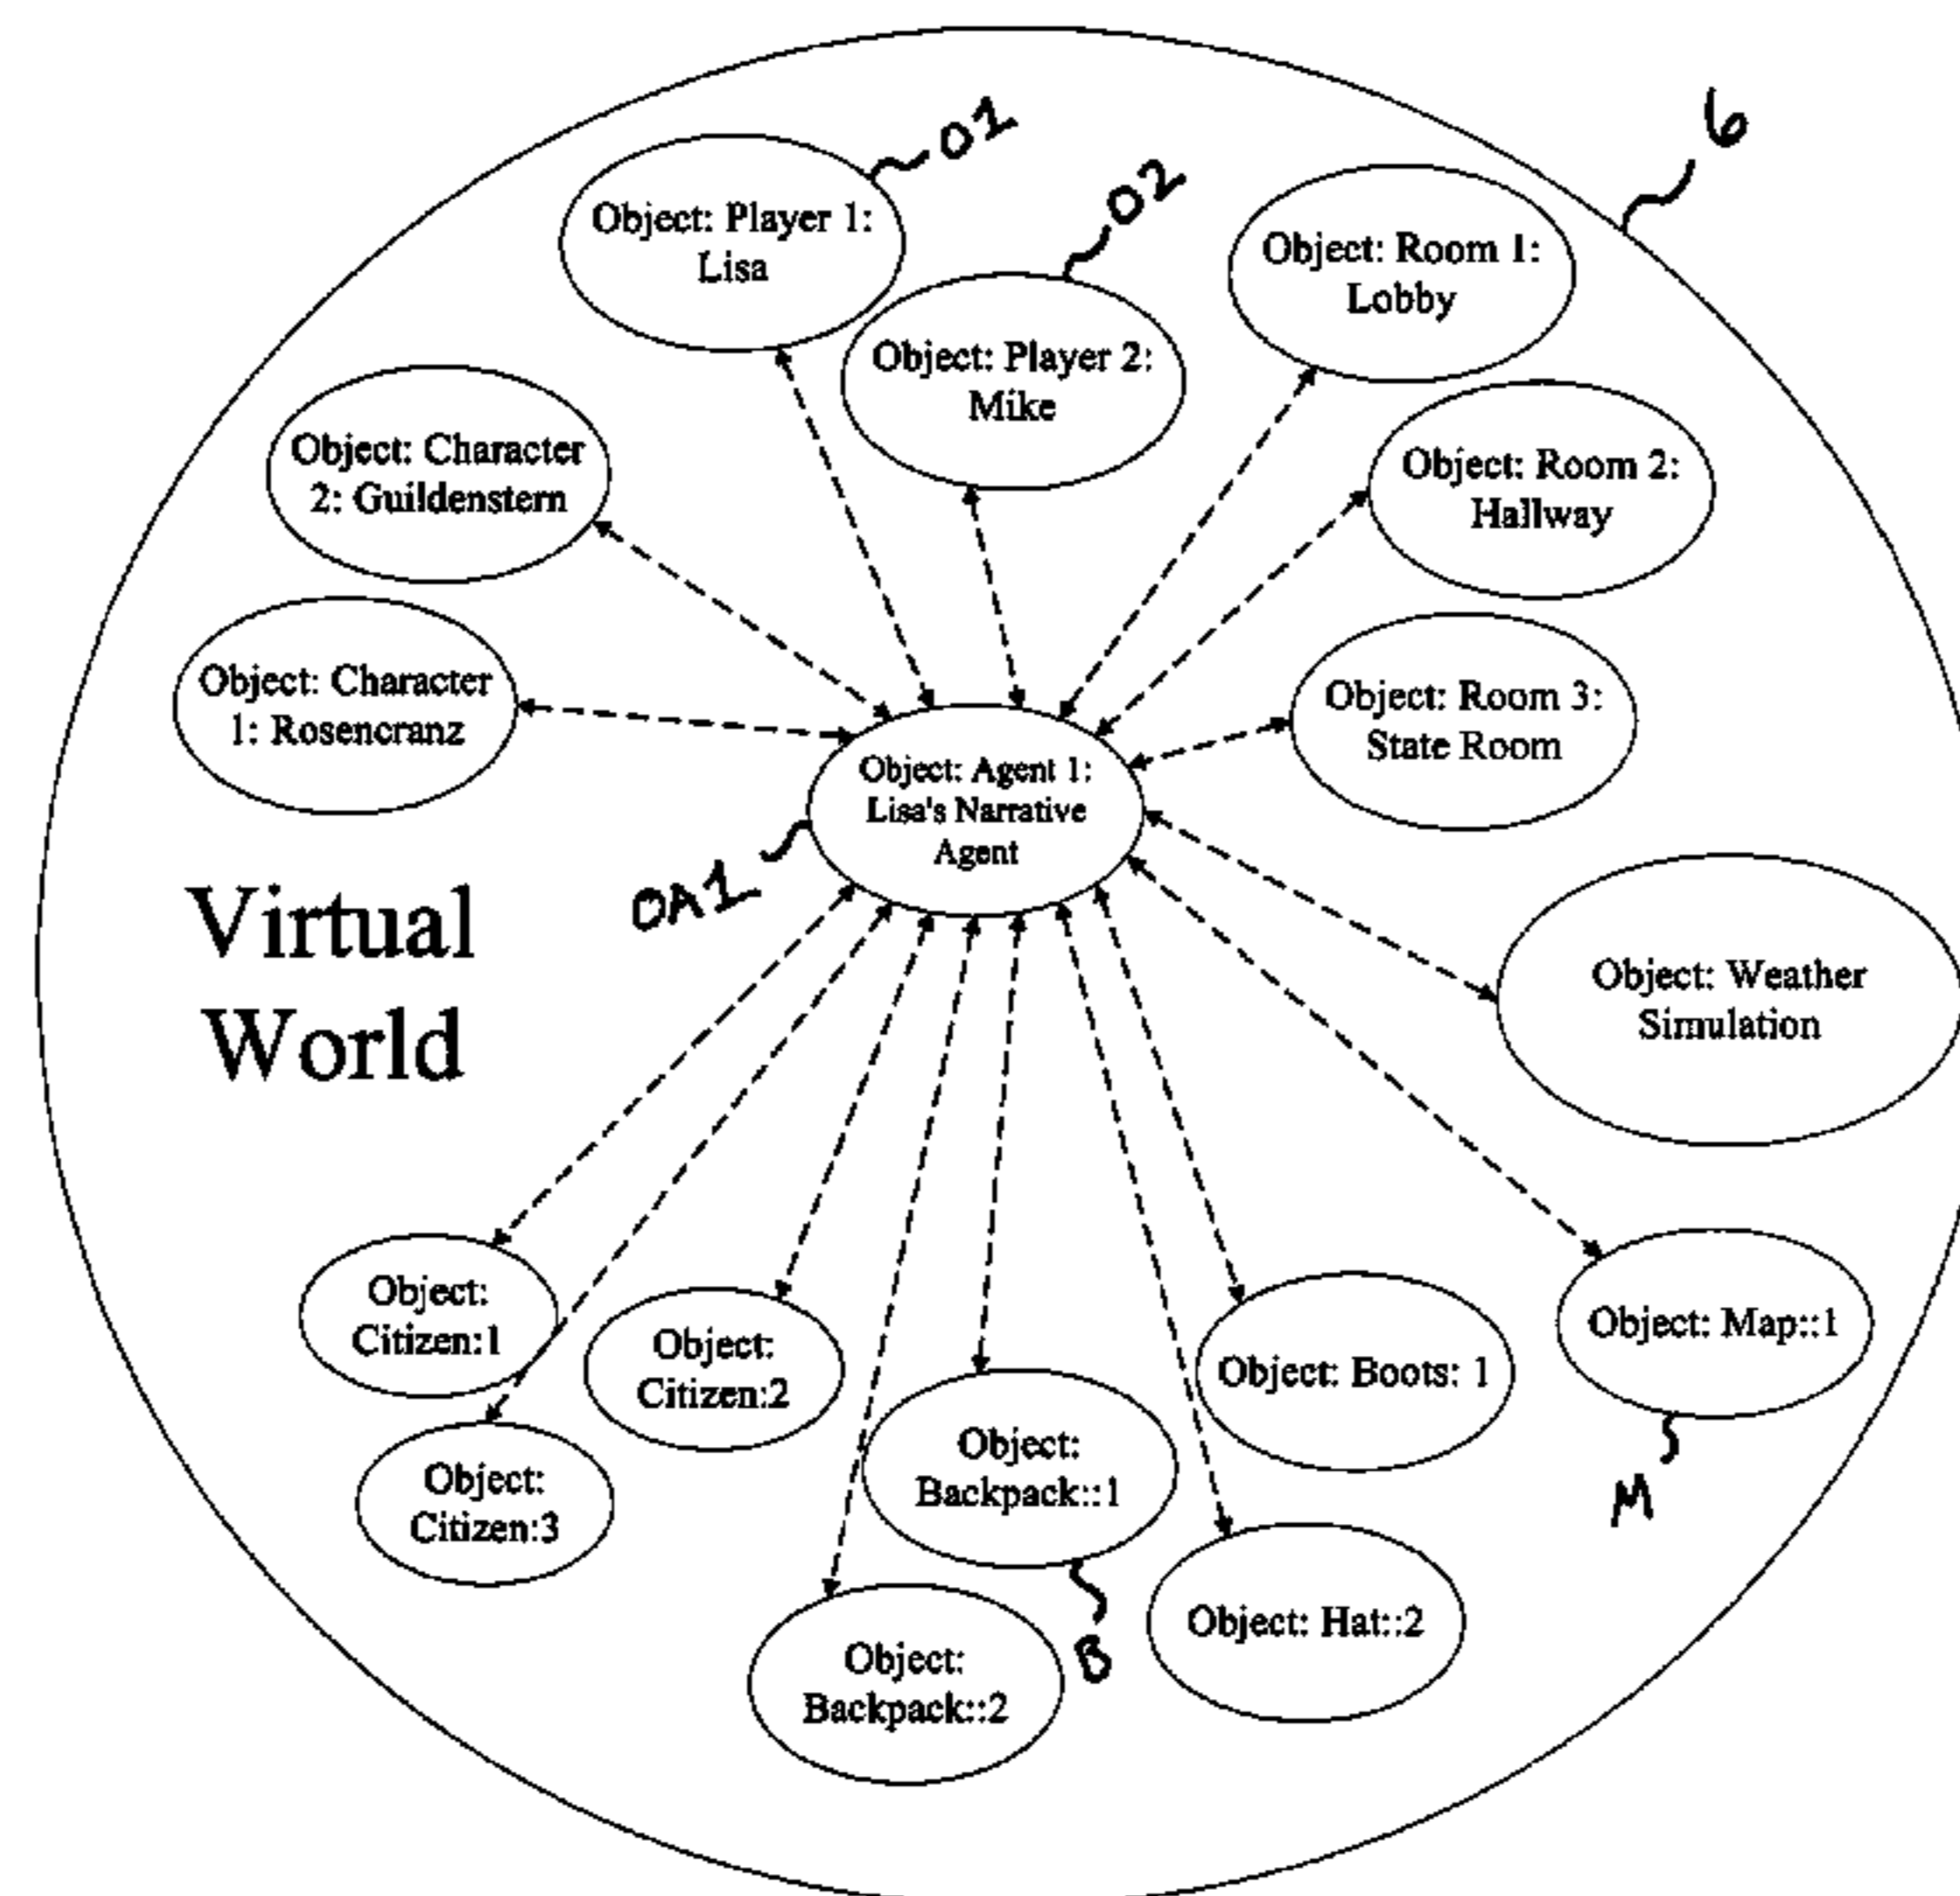 6
O1
Object: Player 1:
Lisa
O2
Object: Player 2:
Mike
Object: Room 1:
Lobby
Object: Character
2: Guildenstern
Object: Room 2:
Hallway
Object: Character
1: Rosencranz
Object: Room 3:
State Room
Object: Agent 1:
Lisa's Narrative
Agent
OA1
Virtual
World
Object: Weather
Simulation
Object:
Citizen:1
Object:
Citizen:2
Object:
Citizen:3
Object:
Backpack::1
B
Object:
Backpack::2
Object: Boots: 1
Object: Hat::2
Object: Map::1
M